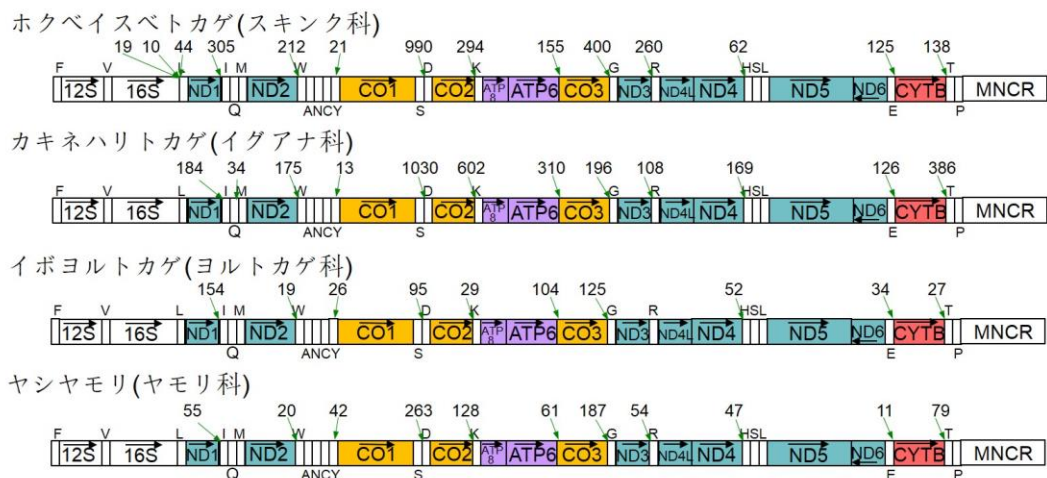 ホクベイスベトカゲ(スキンク科)
19 10 44 305 212 21 990 294 155 400 260 62 125 138
F V L I M W D K G R HSL T
12S 16S ND1 ND2 CO1 CO2 ATP8 ATP6 CO3 ND3 ND4L ND4 ND5 ND6 CYTB MNCR
Q ANCY S E P
カキネハリトカゲ(イグアナ科)
184 34 175 13 1030 602 310 196 108 169 126 386
F V L I M W D K G R HSL T
12S 16S ND1 ND2 CO1 CO2 ATP8 ATP6 CO3 ND3 ND4L ND4 ND5 ND6 CYTB MNCR
Q ANCY S E P
イボヨルトカゲ(ヨルトカゲ科)
154 19 26 95 29 104 125 52 34 27
F V L I M W D K G R HSL T
12S 16S ND1 ND2 CO1 CO2 ATP8 ATP6 CO3 ND3 ND4L ND4 ND5 ND6 CYTB MNCR
Q ANCY S E P
ヤシヤモリ(ヤモリ科)
55 20 42 263 128 61 187 54 47 11 79
F V L I M W D K G R HSL T
12S 16S ND1 ND2 CO1 CO2 ATP8 ATP6 CO3 ND3 ND4L ND4 ND5 ND6 CYTB MNCR
Q ANCY S E P